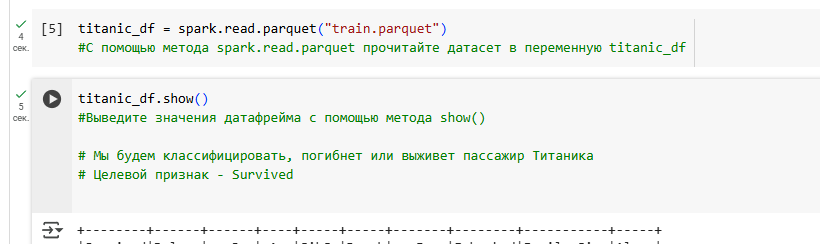 [5] titanic_df = spark.read.parquet("train.parquet")
4 сек. #С помощью метода spark.read.parquet прочитайте датасет в переменную titanic_df
titanic_df.show()
5 сек. #Выведите значения датафрейма с помощью метода show()
# Мы будем классифицировать, погибнет или выживет пассажир Титаника
# Целевой признак - Survived
+--------+------+------+----+-----+-----+-------+--------+-----------+-----+